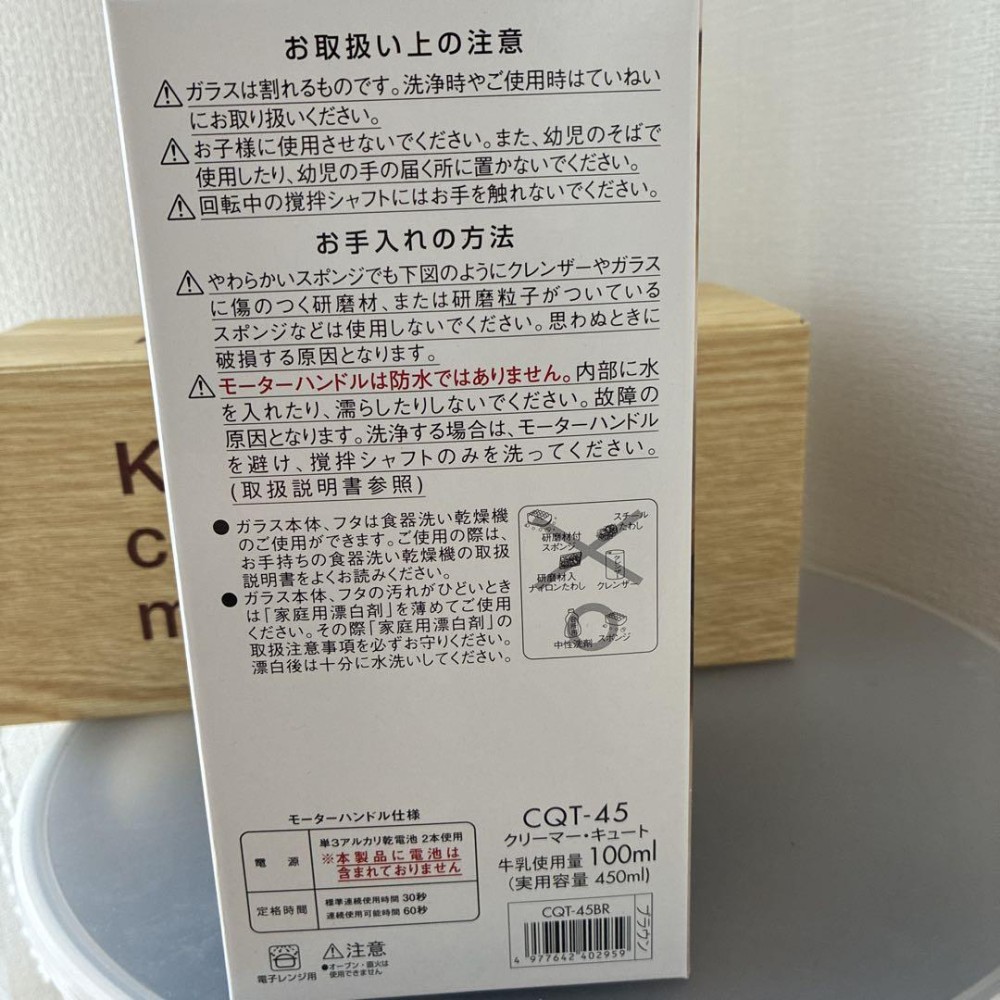 お取扱い上の注意
ガラスは割れるものです。洗浄時やご使用時はていねい
にお取り扱いください。
お子様に使用させないでください。また、幼児のそばで
使用したり、幼児の手の届く所に置かないでください。
回転中の撹拌シャフトにはお手を触れないでください。
お手入れの方法
やわらかいスポンジでも下図のようにクレンザーやガラス
に傷のつく研磨材、または研磨粒子がついている
スポンジなどは使用しないでください。思わぬときに
破損する原因となります。
モーターハンドルは防水ではありません。内部に水
を入れたり、濡らしたりしないでください。故障の
原因となります。洗浄する場合は、モーターハンドル
を避け、撹拌シャフトのみを洗ってください。
(取扱説明書参照)
●ガラス本体、フタは食器洗い乾燥機
のご使用ができます。ご使用の際は、
お手持ちの食器洗い乾燥機の取扱
説明書をよくお読みください。
●ガラス本体、フタの汚れがひどいとき
は「家庭用漂白剤」を薄めてご使用
ください。その際「家庭用漂白剤」の
取扱注意事項を必ずお守りください。
漂白後は十分に水洗いしてください。
スチール
たわし
研磨材付
スポンジ
研磨材入
ナイロンたわし
クレンザー
中性洗剤
スポンジ
モーターハンドル仕様
電 源
単3アルカリ乾電池 2本使用
※本製品に電池は
含まれておりません
定格時間
標準連続使用時間 30秒
連続使用可能時間 60秒
電子レンジ用
注意
●オーブン・直火は
使用できません
CQT-45
クリーマー・キュート
牛乳使用量 100ml
(実用容量 450ml)
CQT-45BR
ブラウン
4 977642 402959
K
c
m